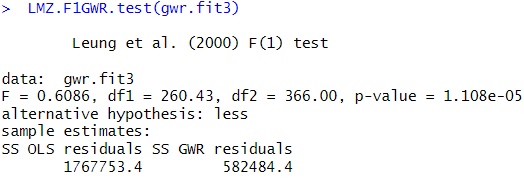 > LMZ.F1GWR.test(gwr.fit3)
Leung et al. (2000) F(1) test
data: gwr.fit3
F = 0.6086, df1 = 260.43, df2 = 366.00, p-value = 1.108e-05
alternative hypothesis: less
sample estimates:
SS OLS residuals SS GWR residuals
1767753.4 582484.4